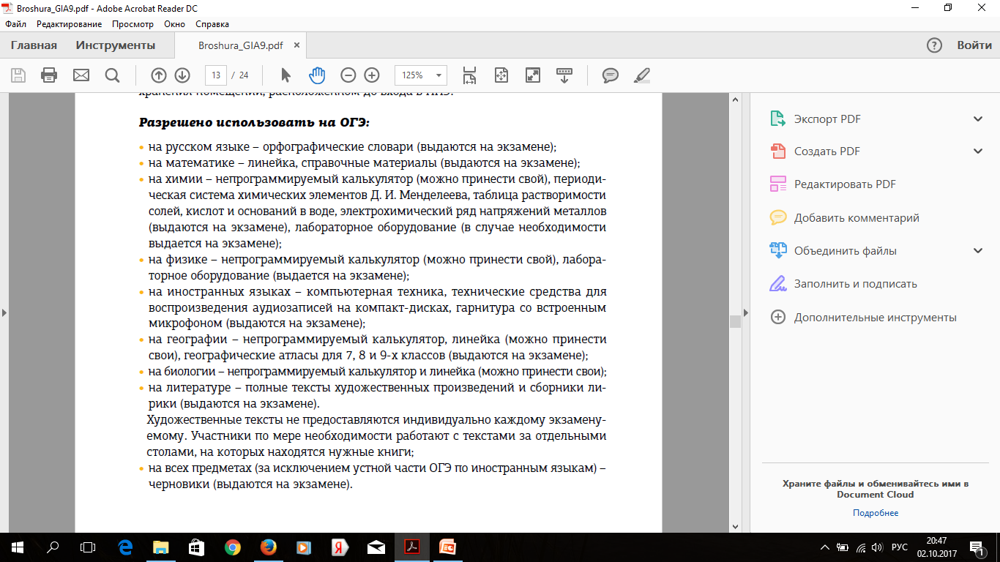 Broshura_GIA9.pdf - Adobe Acrobat Reader DC
Файл Редактирование Просмотр Окно Справка
Главная Инструменты Broshura_GIA9.pdf × Войти
13 / 24 125%
хранения помещении, расположенном до входа в ППЭ.
Разрешено использовать на ОГЭ:
• на русском языке – орфографические словари (выдаются на экзамене);
• на математике – линейка, справочные материалы (выдаются на экзамене);
• на химии – непрограммируемый калькулятор (можно принести свой), периоди-
ческая система химических элементов Д. И. Менделеева, таблица растворимости
солей, кислот и оснований в воде, электрохимический ряд напряжений металлов
(выдаются на экзамене), лабораторное оборудование (в случае необходимости
выдается на экзамене);
• на физике – непрограммируемый калькулятор (можно принести свой), лабора-
торное оборудование (выдается на экзамене);
• на иностранных языках – компьютерная техника, технические средства для
воспроизведения аудиозаписей на компакт-дисках, гарнитура со встроенным
микрофоном (выдаются на экзамене);
• на географии – непрограммируемый калькулятор, линейка (можно принести
свои), географические атласы для 7, 8 и 9-х классов (выдаются на экзамене);
• на биологии – непрограммируемый калькулятор и линейка (можно принести свои);
• на литературе – полные тексты художественных произведений и сборники ли-
рики (выдаются на экзамене).
Художественные тексты не предоставляются индивидуально каждому экзамену-
емому. Участники по мере необходимости работают с текстами за отдельными
столами, на которых находятся нужные книги;
• на всех предметах (за исключением устной части ОГЭ по иностранным языкам) –
черновики (выдаются на экзамене).
Экспорт PDF
Создать PDF
Редактировать PDF
Добавить комментарий
Объединить файлы
Заполнить и подписать
Дополнительные инструменты
Храните файлы и обменивайтесь ими в
Document Cloud
Подробнее
РУС
20:47
02.10.2017
1